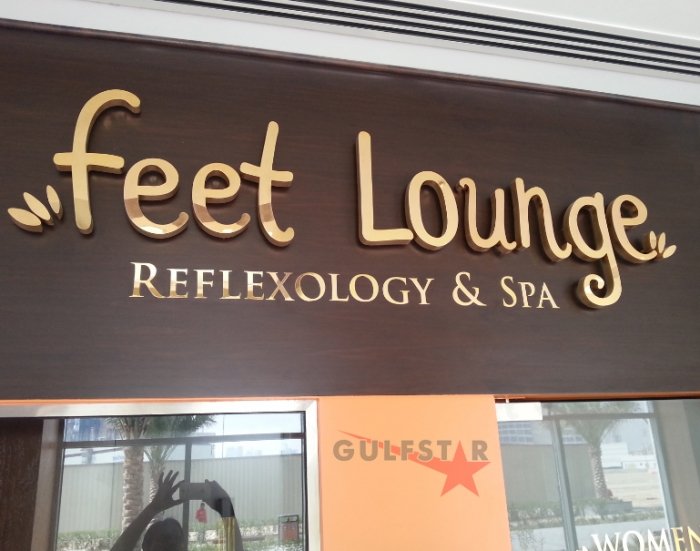 feet Lounge
REFLEXOLOGY & SPA
GULFSTAR
WOMEN